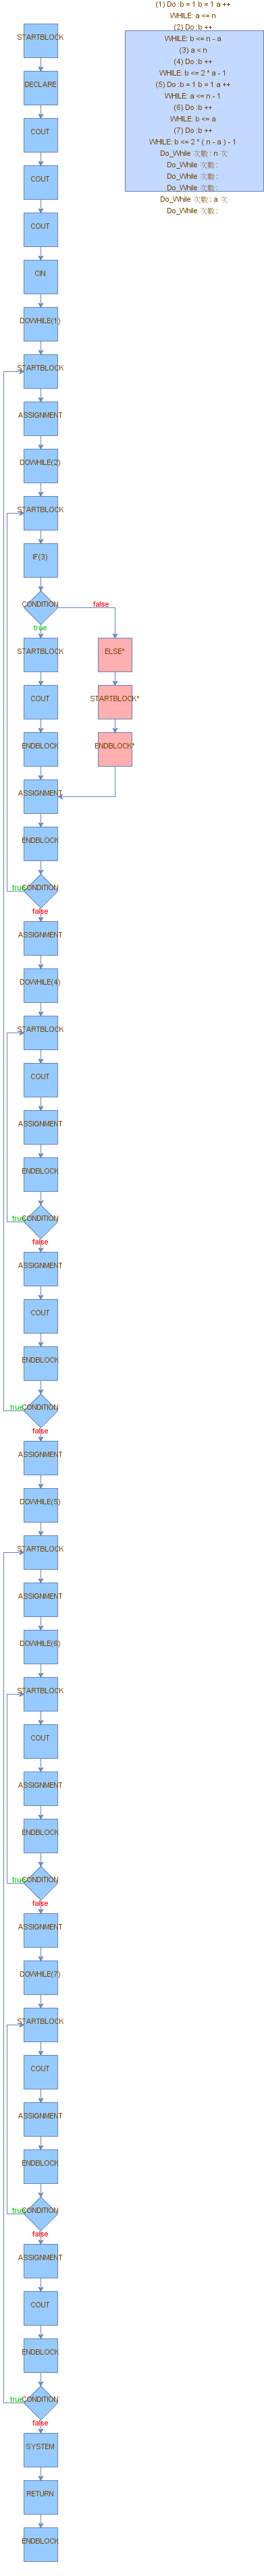 (1) Do :b = 1 b = 1 a ++
WHILE: a <= n
(2) Do :b ++
WHILE: b <= n - a
(3) a < n
(4) Do :b ++
WHILE: b <= 2 * a - 1
(5) Do :b = 1 b = 1 a ++
WHILE: a <= n - 1
(6) Do :b ++
WHILE: b <= a
(7) Do :b ++
WHILE: b <= 2 * ( n - a ) - 1
Do_While 次數 : n 次
Do_While 次數 :
Do_While 次數 :
Do_While 次數 :
Do_While 次數 : a 次
Do_While 次數 :
STARTBLOCK
DECLARE
COUT
COUT
COUT
CIN
DOWHILE(1)
STARTBLOCK
ASSIGNMENT
DOWHILE(2)
STARTBLOCK
IF(3)
CONDITION
false
true
STARTBLOCK
ELSE*
COUT
STARTBLOCK*
ENDBLOCK
ENDBLOCK*
ASSIGNMENT
ENDBLOCK
true
CONDITION
false
ASSIGNMENT
DOWHILE(4)
STARTBLOCK
COUT
ASSIGNMENT
ENDBLOCK
true
CONDITION
false
ASSIGNMENT
COUT
ENDBLOCK
true
CONDITION
false
ASSIGNMENT
DOWHILE(5)
STARTBLOCK
ASSIGNMENT
DOWHILE(6)
STARTBLOCK
COUT
ASSIGNMENT
ENDBLOCK
true
CONDITION
false
ASSIGNMENT
DOWHILE(7)
STARTBLOCK
COUT
ASSIGNMENT
ENDBLOCK
true
CONDITION
false
ASSIGNMENT
COUT
ENDBLOCK
true
CONDITION
false
SYSTEM
RETURN
ENDBLOCK